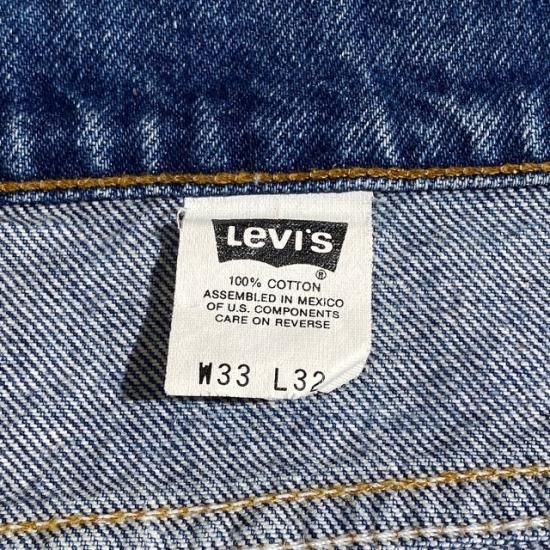 Levi's
®
100% COTTON
ASSEMBLED IN MEXICO
OF U.S. COMPONENTS
CARE ON REVERSE
W33 L32